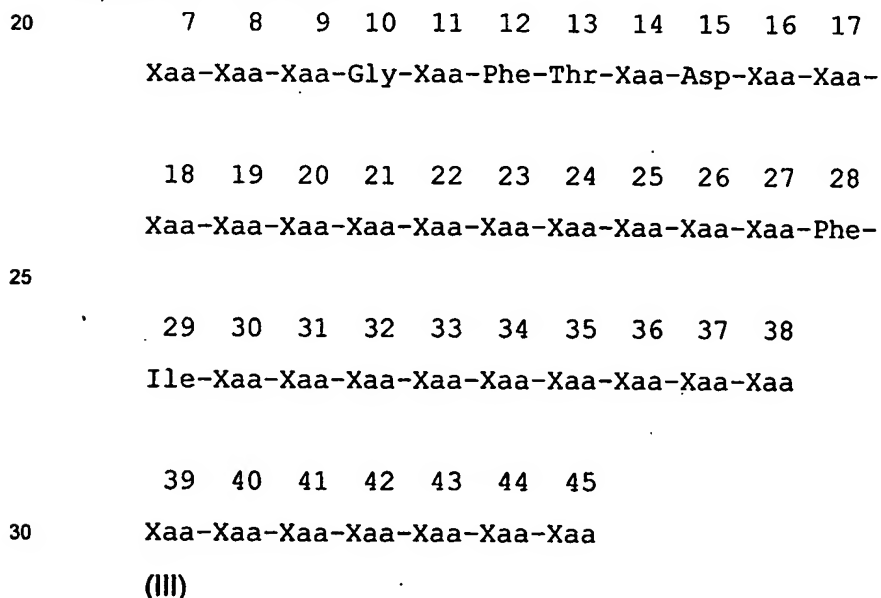 20 7 8 9 10 11 12 13 14 15 16 17
Xaa-Xaa-Xaa-Gly-Xaa-Phe-Thr-Xaa-Asp-Xaa-Xaa-
18 19 20 21 22 23 24 25 26 27 28
Xaa-Xaa-Xaa-Xaa-Xaa-Xaa-Xaa-Xaa-Xaa-Xaa-Phe-
25
29 30 31 32 33 34 35 36 37 38
Ile-Xaa-Xaa-Xaa-Xaa-Xaa-Xaa-Xaa-Xaa-Xaa
39 40 41 42 43 44 45
30 Xaa-Xaa-Xaa-Xaa-Xaa-Xaa-Xaa
(III)